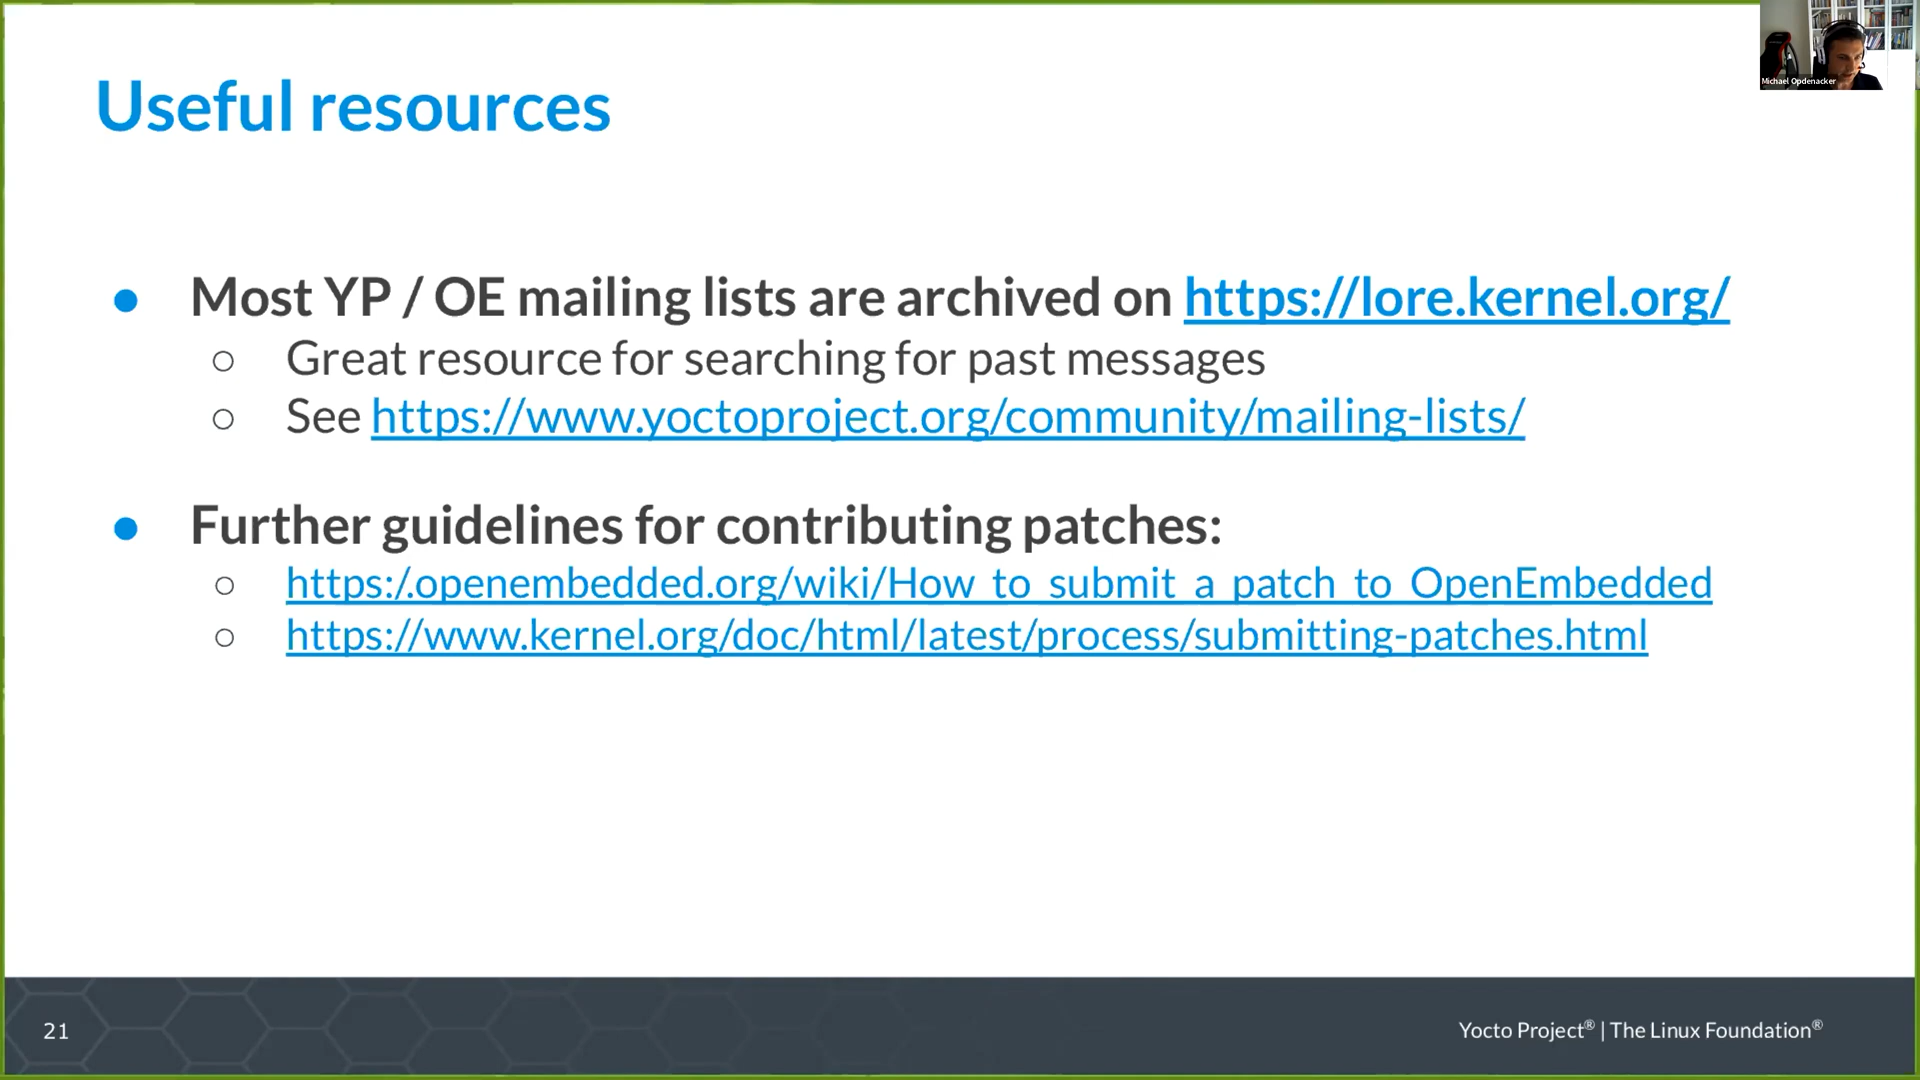 Michael Opdenacker
Useful resources
● Most YP / OE mailing lists are archived on https://lore.kernel.org/
○ Great resource for searching for past messages
○ See https://www.yoctoproject.org/community/mailing-lists/
● Further guidelines for contributing patches:
○ https:/.openembedded.org/wiki/How_to_submit_a_patch_to_OpenEmbedded
○ https://www.kernel.org/doc/html/latest/process/submitting-patches.html
21
Yocto Project® | The Linux Foundation®